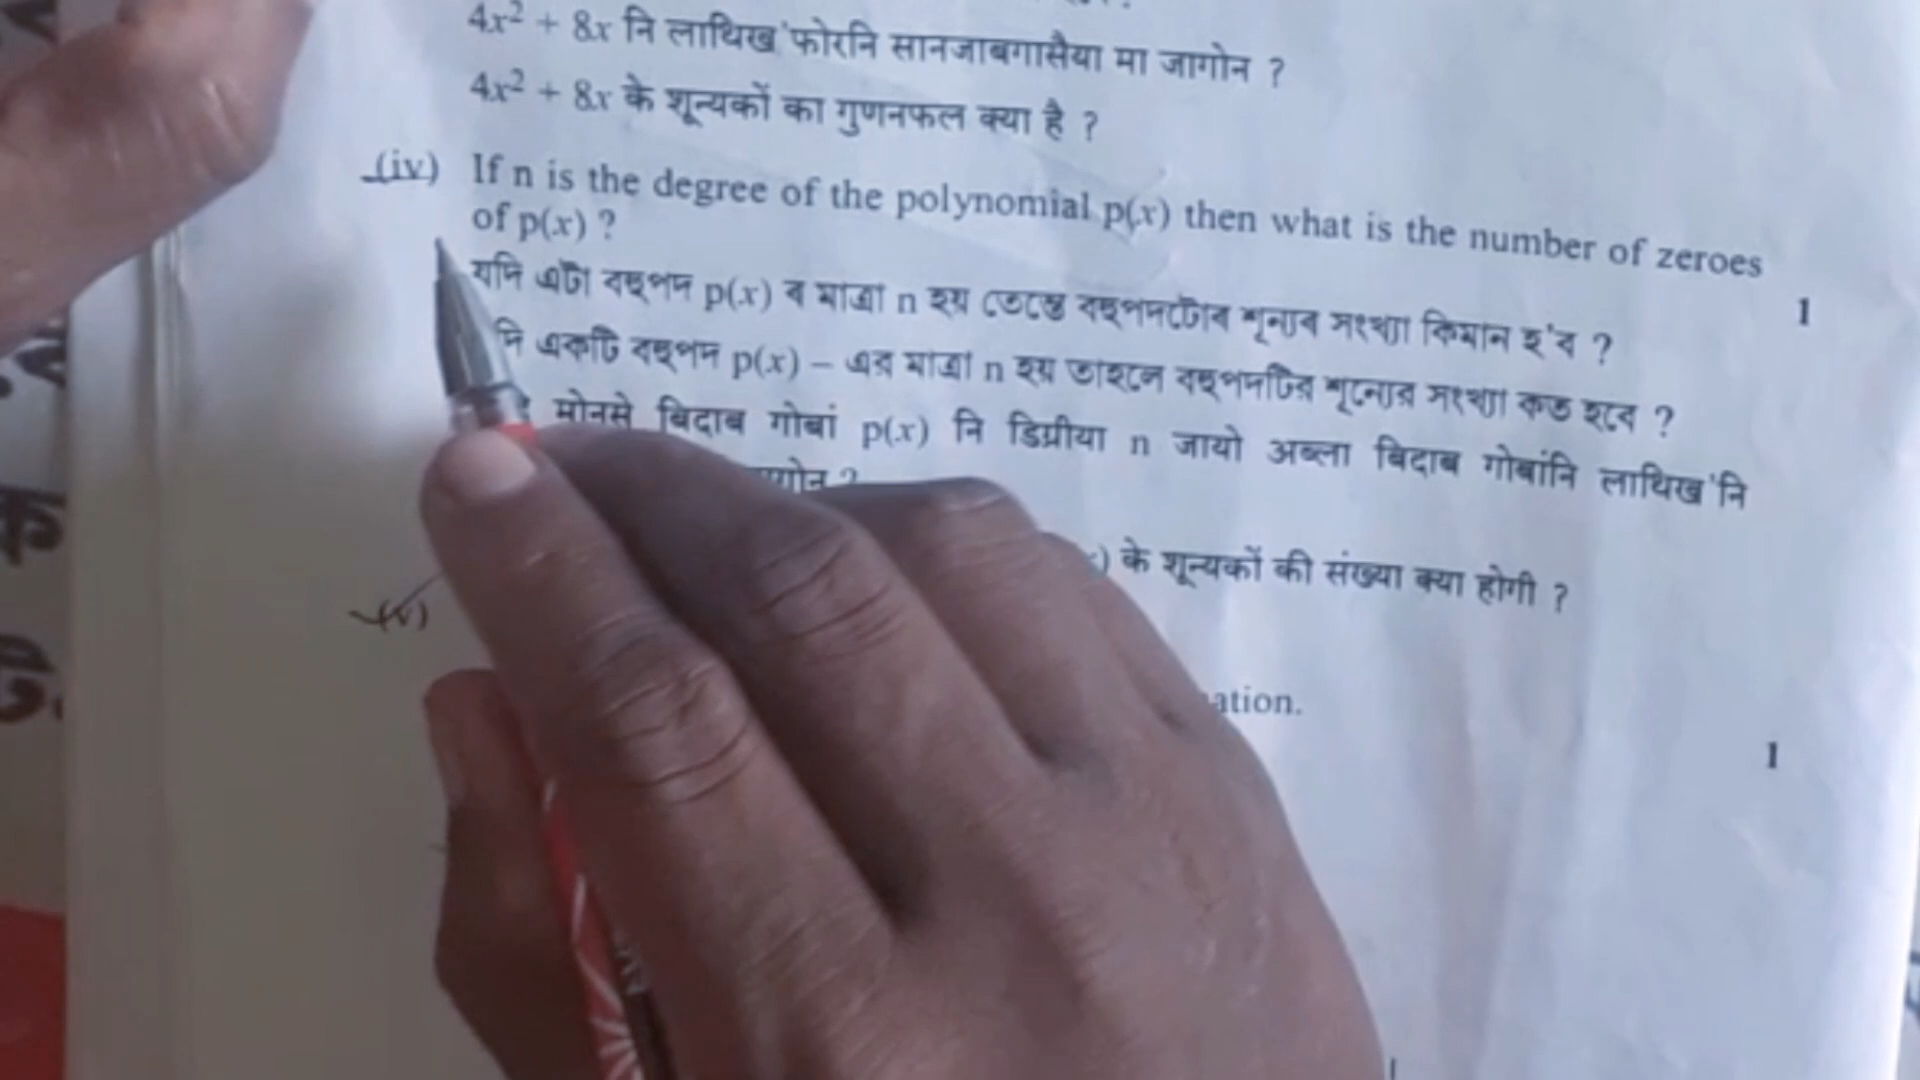 4x² + 8x नि लाथिख'फोरनि सानजाबगासैया मा जागोन ?
4x² + 8x के शून्यकों का गुणनफल क्या है ?
(iv) If n is the degree of the polynomial p(x) then what is the number of zeroes
of p(x) ?
যদি এটা বহুপদ p(x) ৰ মাত্ৰা n হয় তেন্তে বহুপদটোৰ শূন্যৰ সংখ্যা কিমান হ'ব ? 1
একটি বহুপদ p(x) – এর মাত্রা n হয় তাহলে বহুপদটির শূন্যের সংখ্যা কত হবে ?
मोनसे बिदाब गोबां p(x) नि डिग्रीया n जायो अब्ला बिदाब गोबांनि लाथिख'नि
के शून्यकों की संख्या क्या होगी ?
(v)
1